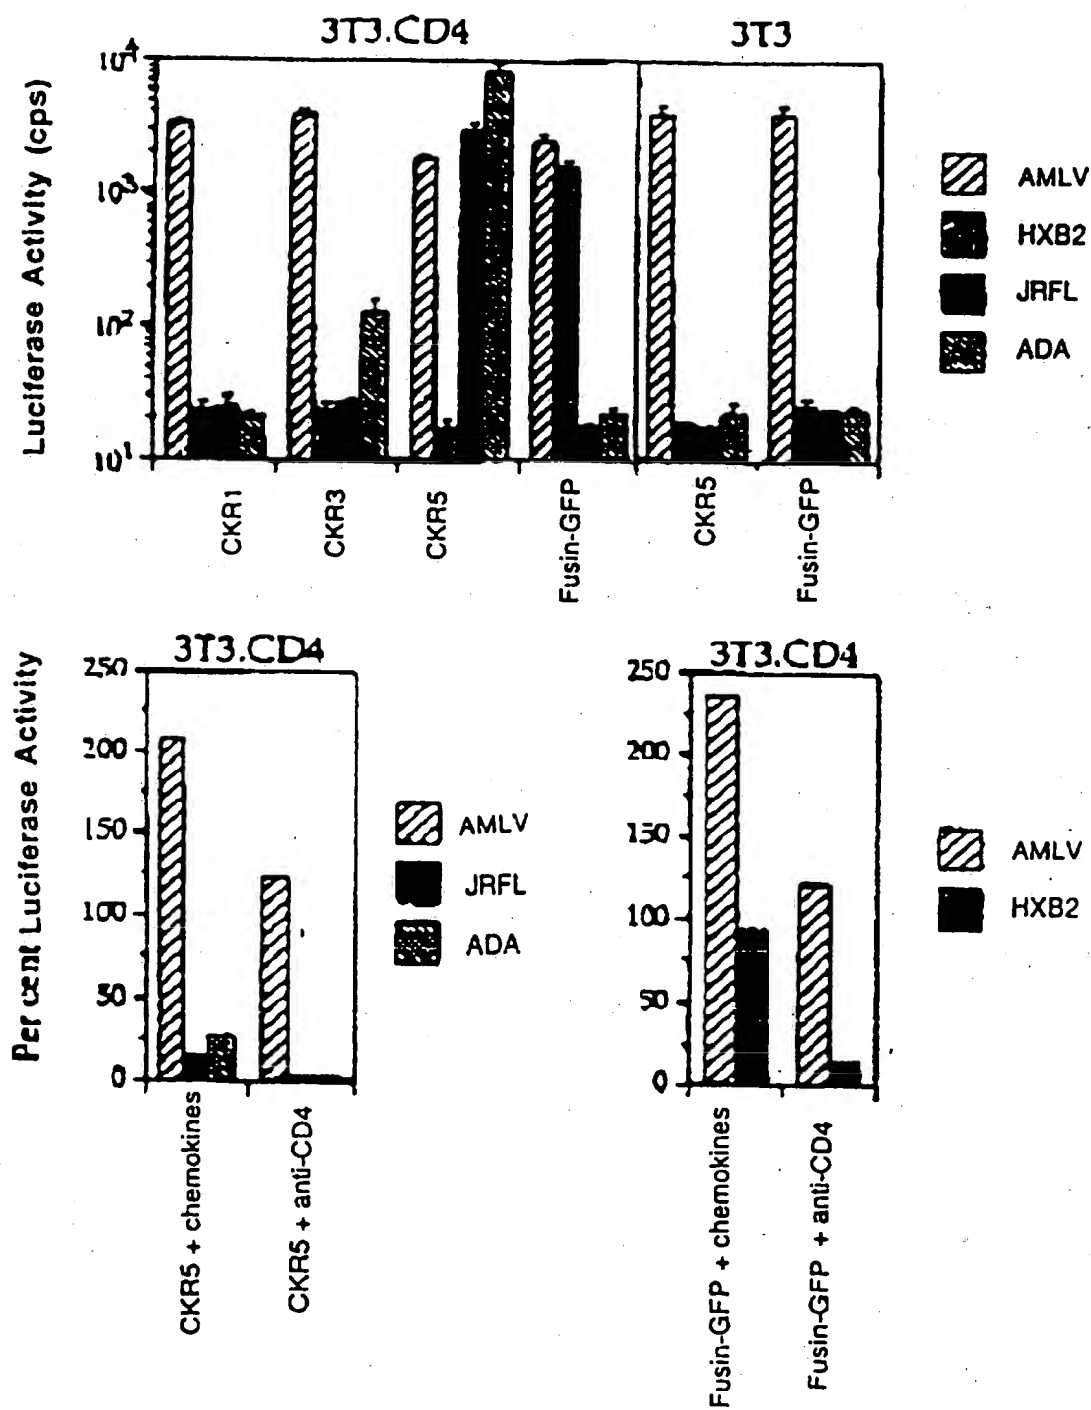 3T3.CD4
3T3
Luciferase Activity (cps)
10⁴
10³
10²
10¹
CKR1
CKR3
CKR5
Fusin-GFP
CKR5
Fusin-GFP
AMLV
HXB2
JRFL
ADA
3T3.CD4
Per cent Luciferase Activity
250
200
150
100
50
0
CKR5 + chemokines
CKR5 + anti-CD4
AMLV
JRFL
ADA
3T3.CD4
250
200
150
100
50
0
Fusin-GFP + chemokines
Fusin-GFP + anti-CD4
AMLV
HXB2